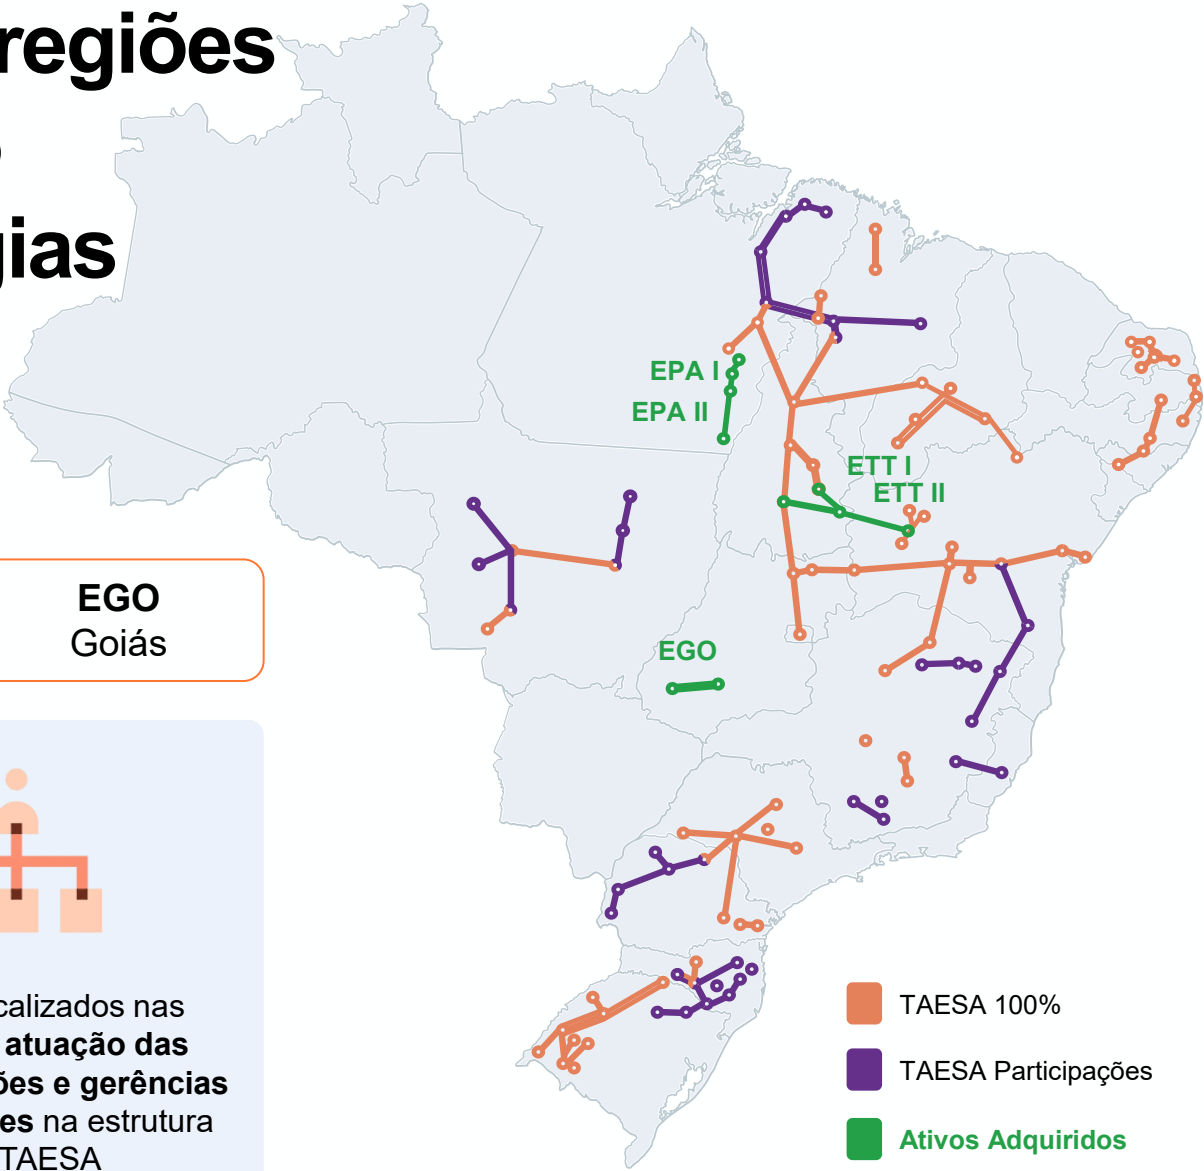 regiões
gias
EPA I
EPA II
ETT I
ETT II
EGO
Goiás
EGO
calizados nas
atuação das
ões e gerências
es na estrutura
TAESA
TAESA 100%
TAESA Participações
Ativos Adquiridos